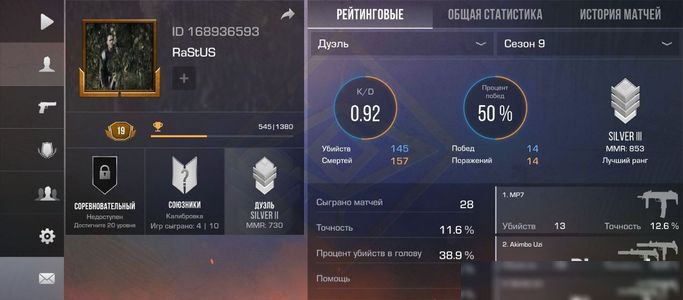 ID 168936593
RaStUS
19
545|1380
СОРЕВНОВАТЕЛЬНЫЙ
Недоступен
Достигните 20 уровня
СОЮЗНИКИ
Калибровка
Игр сыграно: 4 | 10
ДУЭЛЬ
SILVER II
MMR: 730
РЕЙТИНГОВЫЕ
ОБЩАЯ СТАТИСТИКА
ИСТОРИЯ МАТЧЕЙ
Дуэль
Сезон 9
K/D
0.92
Убийств 145
Смертей 157
Процент
побед
50 %
Побед 14
Поражений 14
SILVER III
MMR: 853
Лучший ранг
Сыграно матчей 28
Точность 11.6 %
Процент убийств в голову 38.9 %
Помощь
1. MP7
Убийств 13 Точность 12.6 %
2. Akimbo Uzi